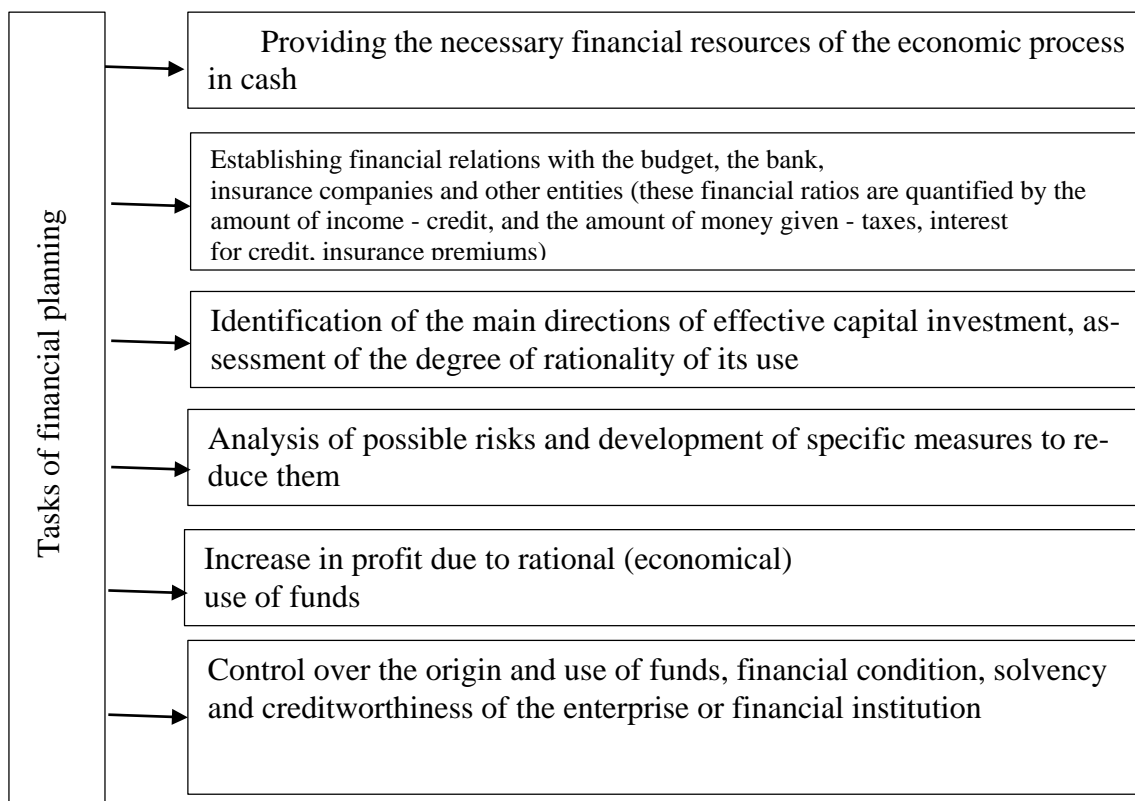 Tasks of financial planning
Providing the necessary financial resources of the economic process
in cash
Establishing financial relations with the budget, the bank,
insurance companies and other entities (these financial ratios are quantified by the
amount of income - credit, and the amount of money given - taxes, interest
for credit, insurance premiums)
Identification of the main directions of effective capital investment, as-
sessment of the degree of rationality of its use
Analysis of possible risks and development of specific measures to re-
duce them
Increase in profit due to rational (economical)
use of funds
Control over the origin and use of funds, financial condition, solvency
and creditworthiness of the enterprise or financial institution